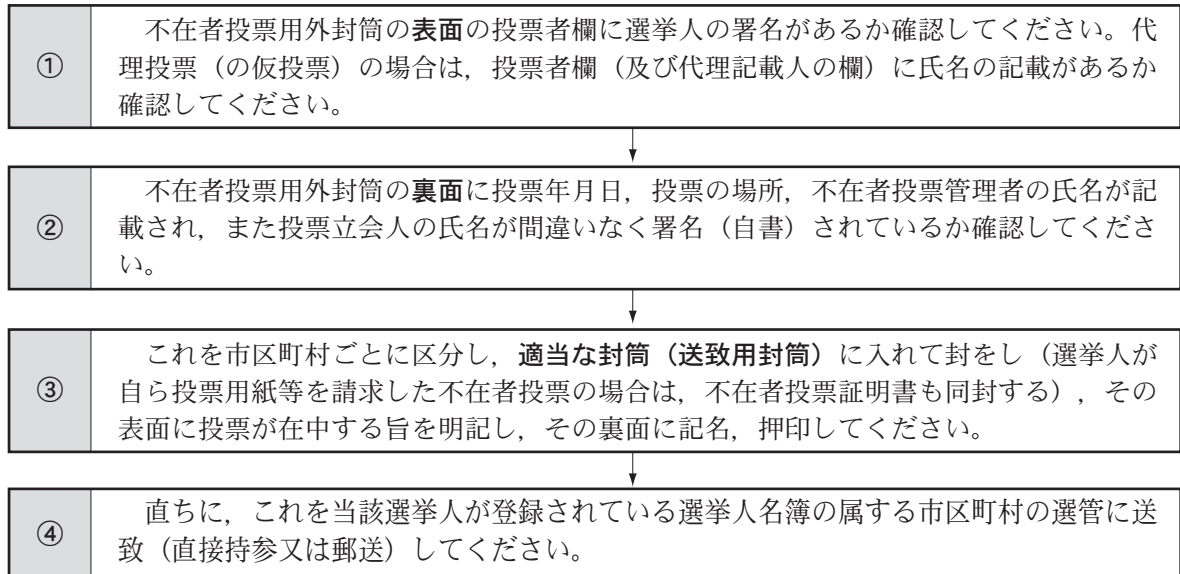 ①
不在者投票用外封筒の表面の投票者欄に選挙人の署名があるか確認してください。代
理投票（の仮投票）の場合は，投票者欄（及び代理記載人の欄）に氏名の記載があるか
確認してください。
②
不在者投票用外封筒の裏面に投票年月日，投票の場所，不在者投票管理者の氏名が記
載され，また投票立会人の氏名が間違いなく署名（自書）されているか確認してくださ
い。
③
これを市区町村ごとに区分し，適当な封筒（送致用封筒）に入れて封をし（選挙人が
自ら投票用紙等を請求した不在者投票の場合は，不在者投票証明書も同封する），その
表面に投票が在中する旨を明記し，その裏面に記名，押印してください。
④
直ちに，これを当該選挙人が登録されている選挙人名簿の属する市区町村の選管に送
致（直接持参又は郵送）してください。